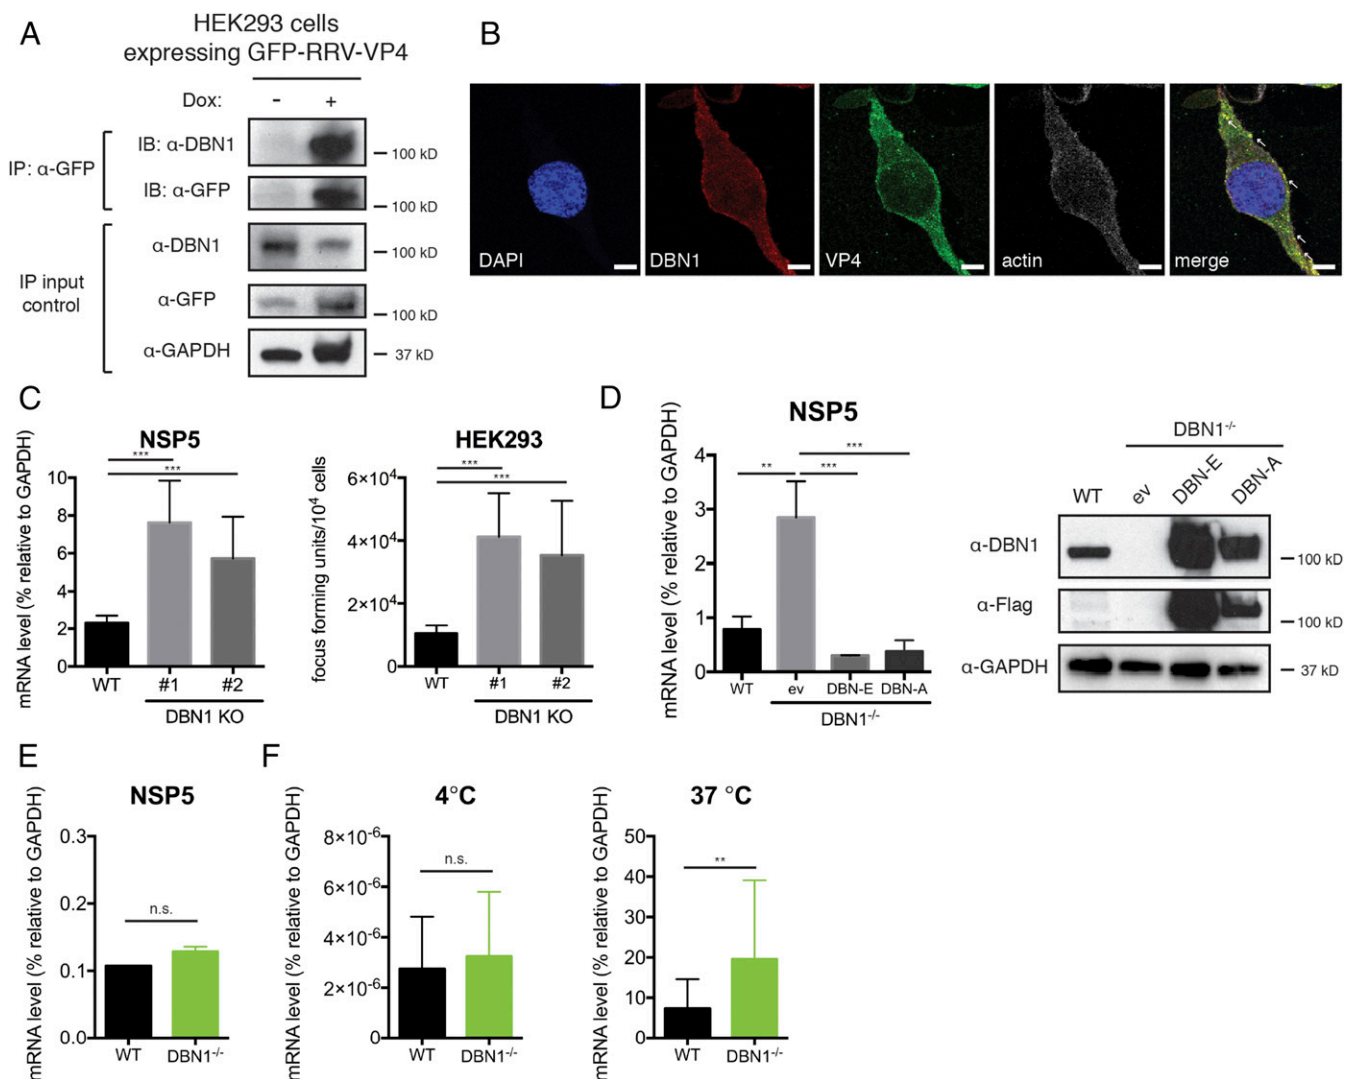 A
HEK293 cells
expressing GFP-RRV-VP4
Dox: - +
IP: α-GFP
IB: α-DBN1
100 kD
IB: α-GFP
100 kD
IP input
control
α-DBN1
100 kD
α-GFP
100 kD
α-GAPDH
37 kD
B
DAPI
DBN1
VP4
actin
merge
C
NSP5
mRNA level (% relative to GAPDH)
10
8
6
4
2
0
***
***
WT
#1
#2
DBN1 KO
HEK293
focus forming units/10⁴ cells
6×10⁴
4×10⁴
2×10⁴
0
***
***
WT
#1
#2
DBN1 KO
D
NSP5
mRNA level (% relative to GAPDH)
4
3
2
1
0
***
** ***
WT
ev
DBN-E
DBN-A
DBN1⁻/⁻
DBN1⁻/⁻
WT
ev
DBN-E
DBN-A
α-DBN1
100 kD
α-Flag
100 kD
α-GAPDH
37 kD
E
NSP5
mRNA level (% relative to GAPDH)
0.3
0.2
0.1
0.0
n.s.
WT
DBN1⁻/⁻
F
4°C
mRNA level (% relative to GAPDH)
8×10⁻⁶
6×10⁻⁶
4×10⁻⁶
2×10⁻⁶
0
n.s.
WT
DBN1⁻/⁻
37 °C
mRNA level (% relative to GAPDH)
50
40
30
20
10
0
**
WT
DBN1⁻/⁻